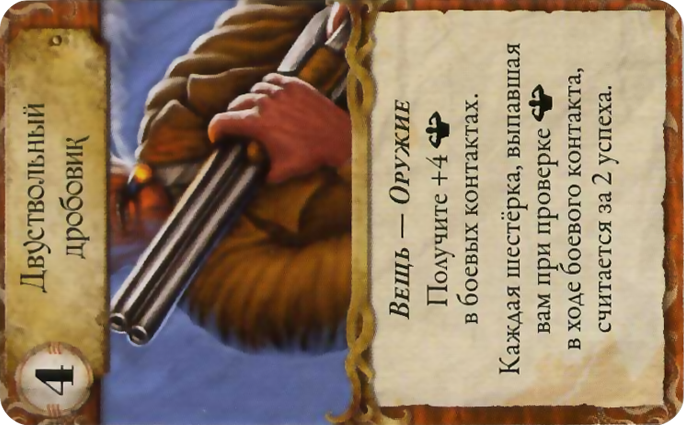 Двуствольный
дробовик
4
Вещь — Оружие
Получите +4
в боевых контактах.
Каждая шестёрка, выпавшая
вам при проверке
в ходе боевого контакта,
считается за 2 успеха.